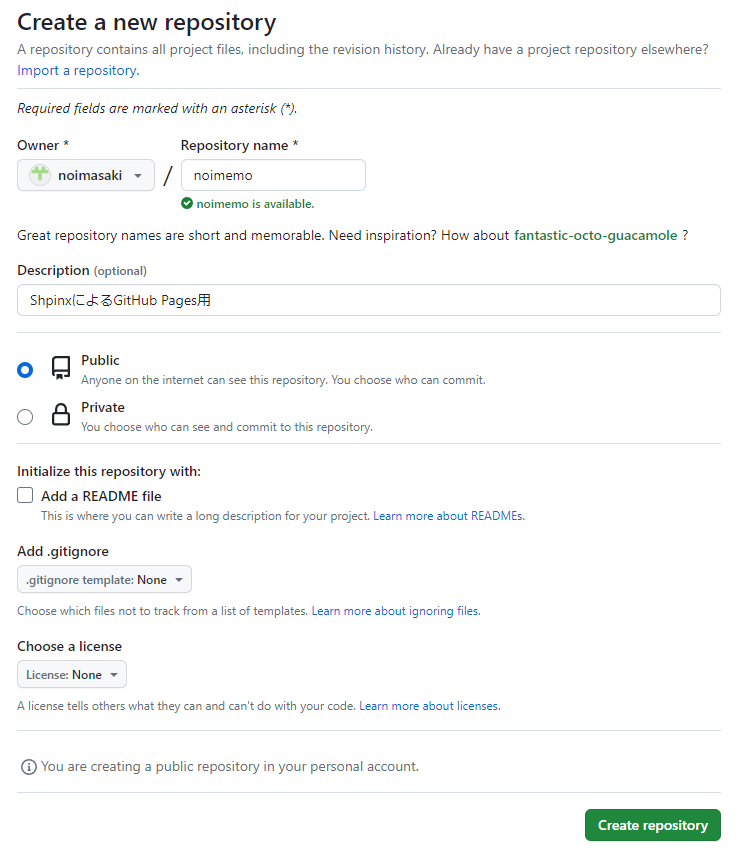 Create a new repository
A repository contains all project files, including the revision history. Already have a project repository elsewhere?
Import a repository.
Required fields are marked with an asterisk (*).
Owner * Repository name *
noimasaki / noimemo
noimemo is available.
Great repository names are short and memorable. Need inspiration? How about fantastic-octo-guacamole ?
Description (optional)
ShpinxによるGitHub Pages用
Public
Anyone on the internet can see this repository. You choose who can commit.
Private
You choose who can see and commit to this repository.
Initialize this repository with:
Add a README file
This is where you can write a long description for your project. Learn more about READMEs.
Add .gitignore
.gitignore template: None
Choose which files not to track from a list of templates. Learn more about ignoring files.
Choose a license
License: None
A license tells others what they can and can't do with your code. Learn more about licenses.
You are creating a public repository in your personal account.
Create repository